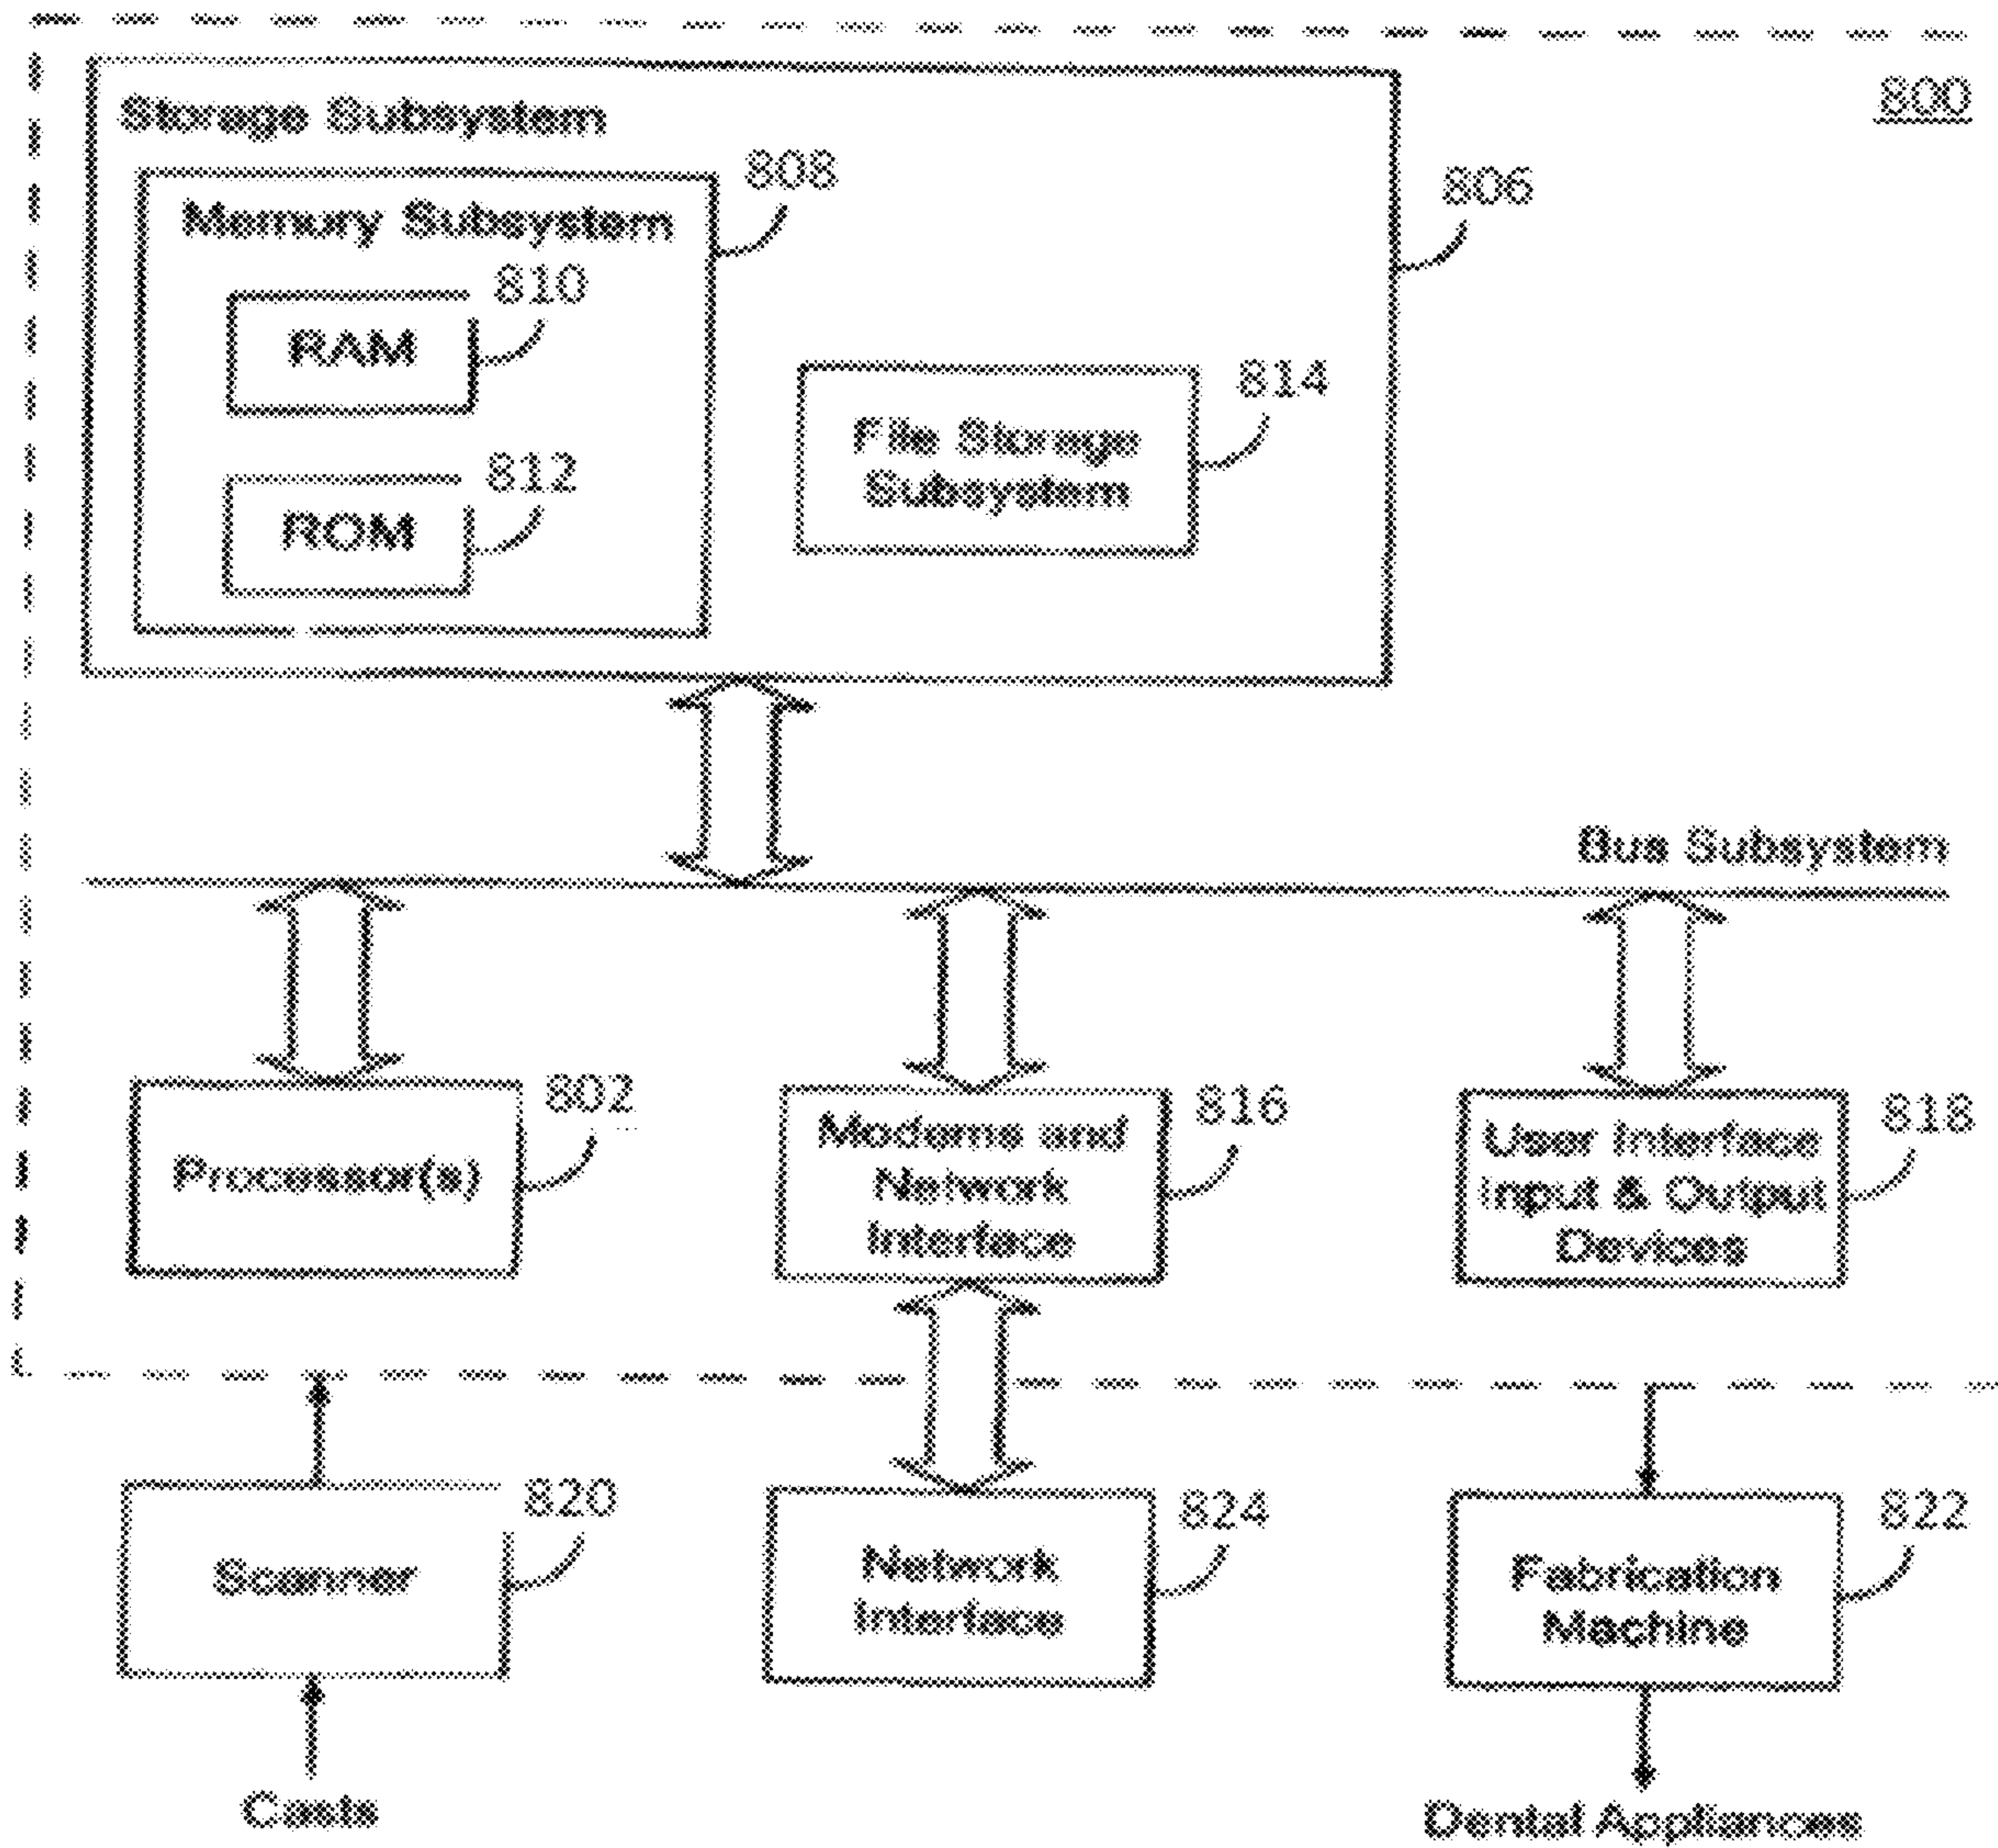 800
Storage Subsystem
808
806
Memury Subsystem
810
RAM
814
File Storage
Subsystem
812
ROM
Bus Subsystem
802
Processor(s)
816
Modems and
Network
Interface
818
User Interface
Input & Output
Devices
820
Scanner
824
Network
Interface
822
Fabrication
Machine
Casts
Dental Appliances